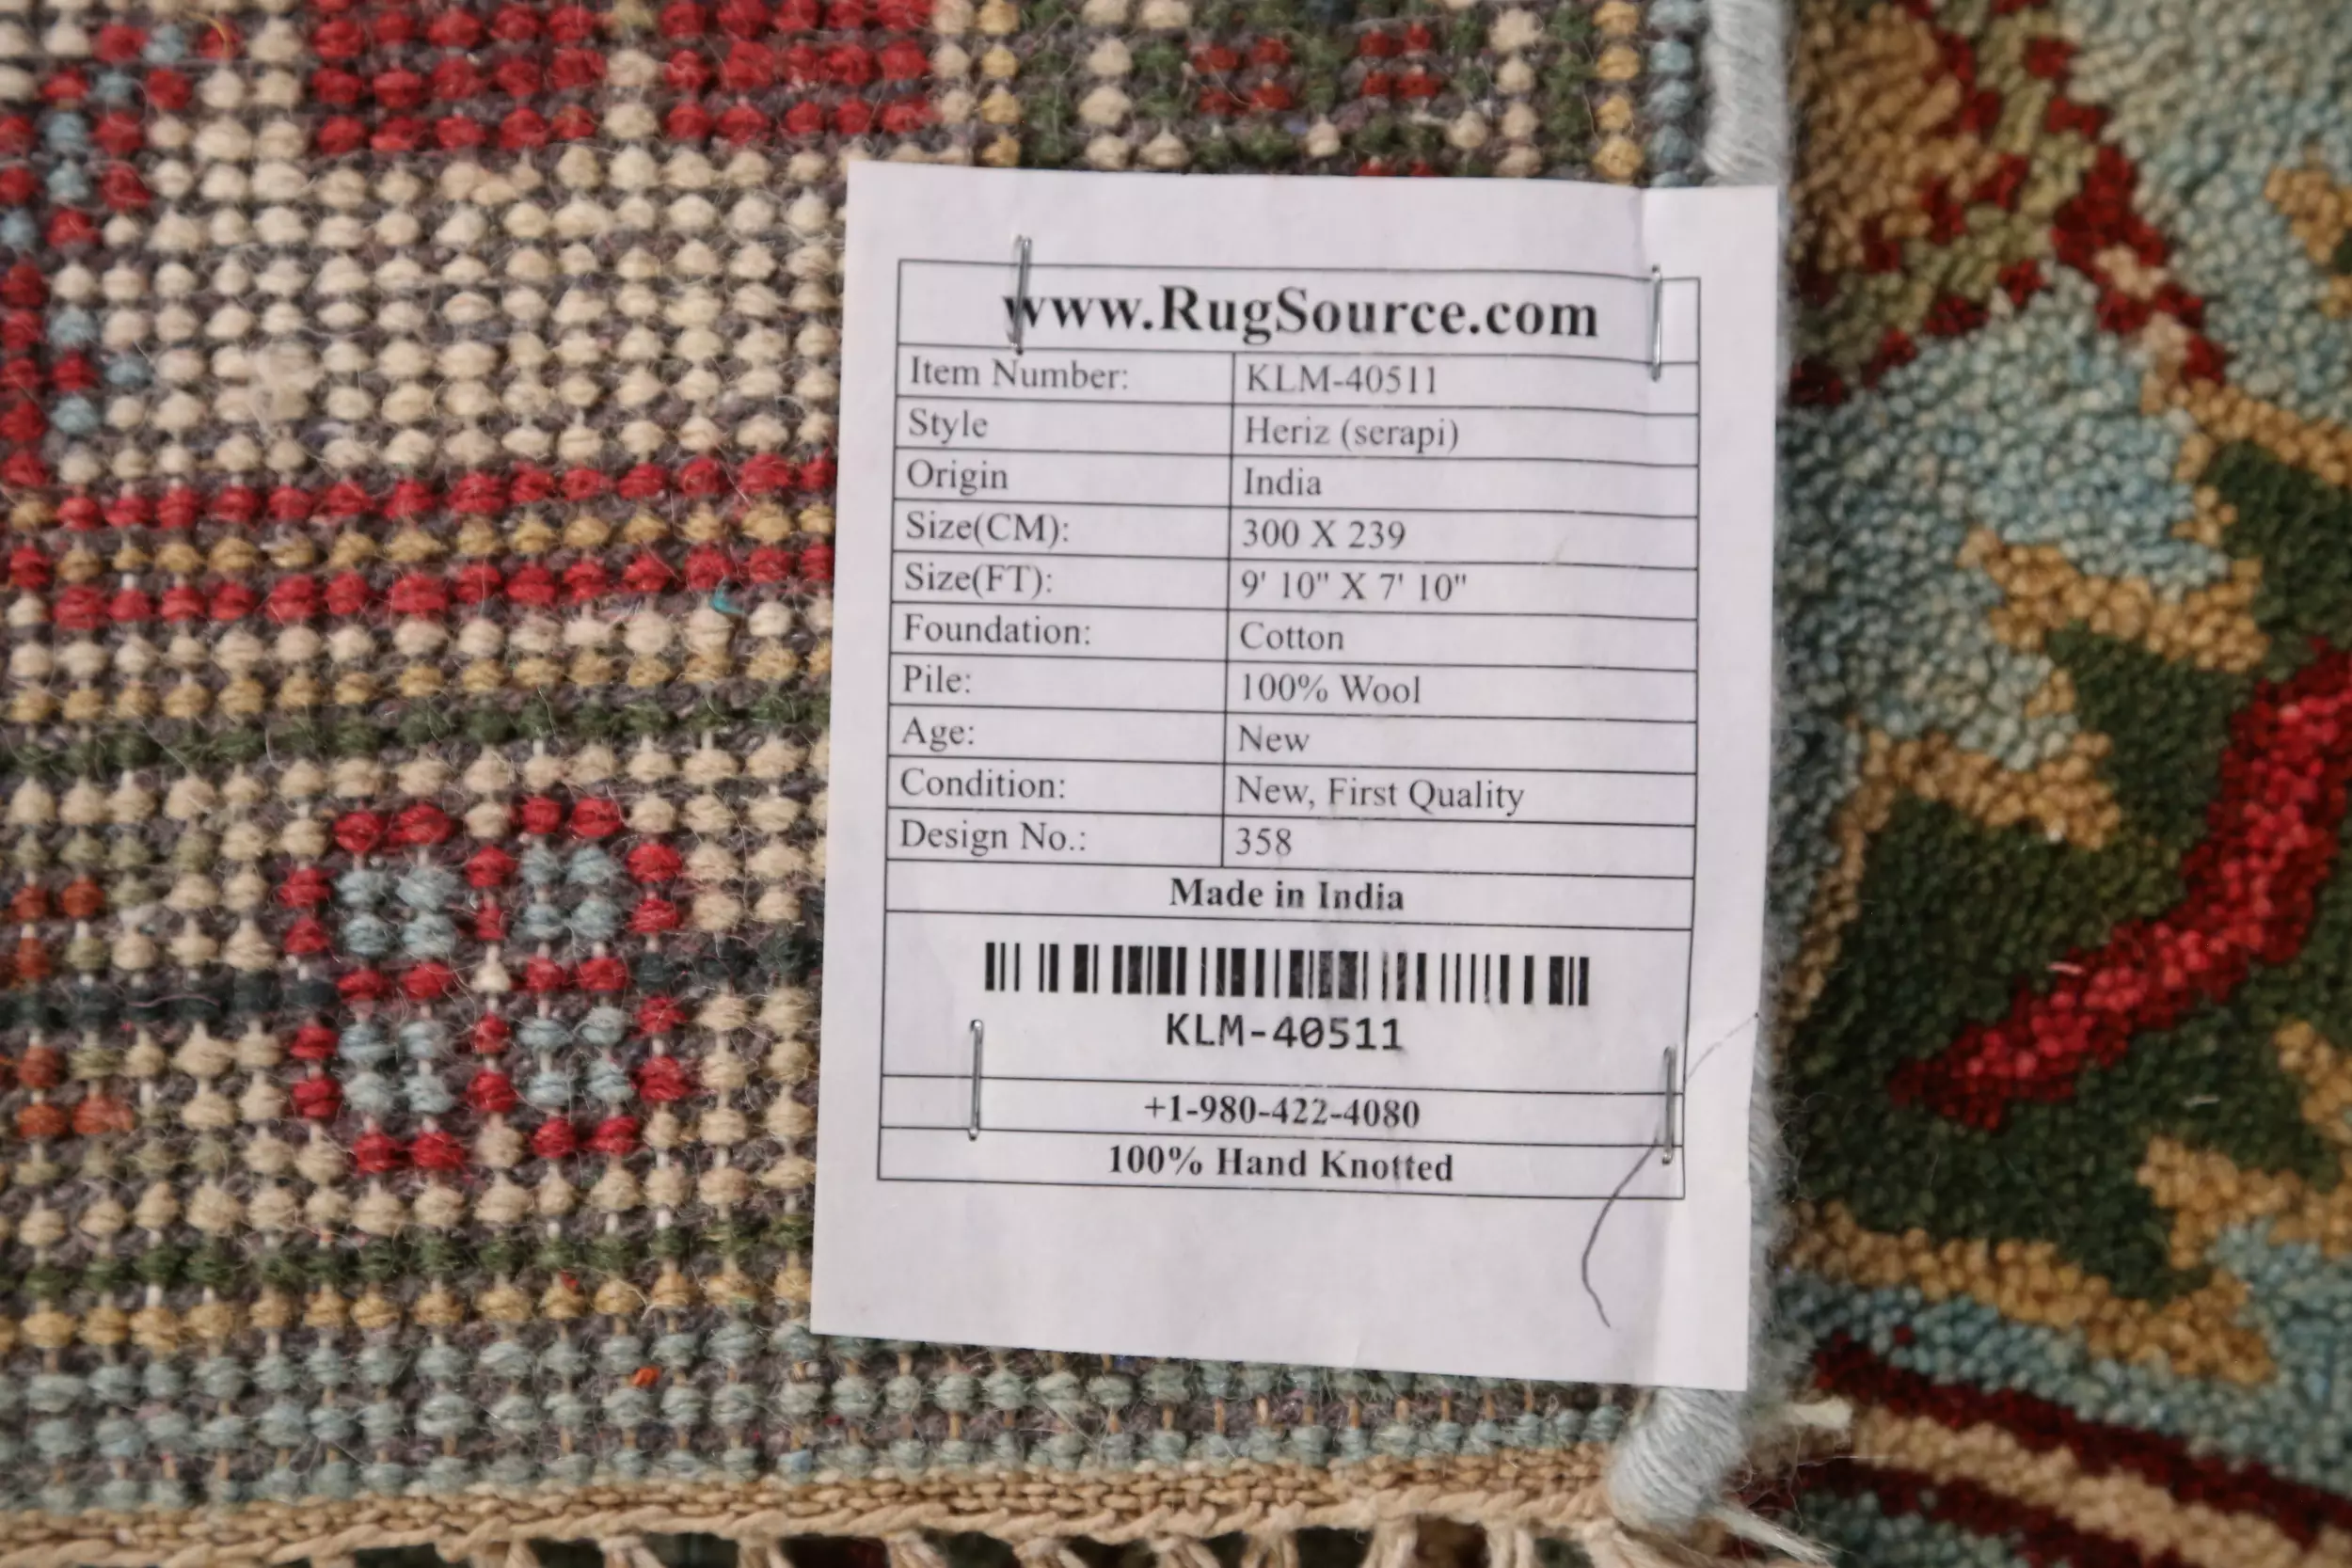 www.RugSource.com
Item Number: KLM-40511
Style Heriz (serapi)
Origin India
Size(CM): 300 X 239
Size(FT): 9' 10" X 7' 10"
Foundation: Cotton
Pile: 100% Wool
Age: New
Condition: New, First Quality
Design No.: 358
Made in India
KLM-40511
+1-980-422-4080
100% Hand Knotted